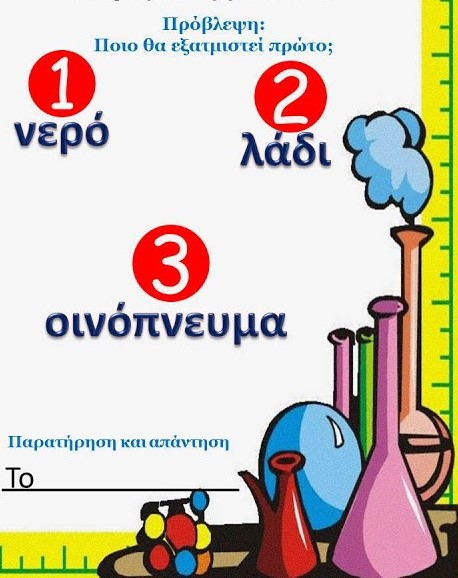 Πρόβλεψη:
Ποιο θα εξατμιστεί πρώτο;
1
νερό
2
λάδι
3
οινόπνευμα
Παρατήρηση και απάντηση
Το